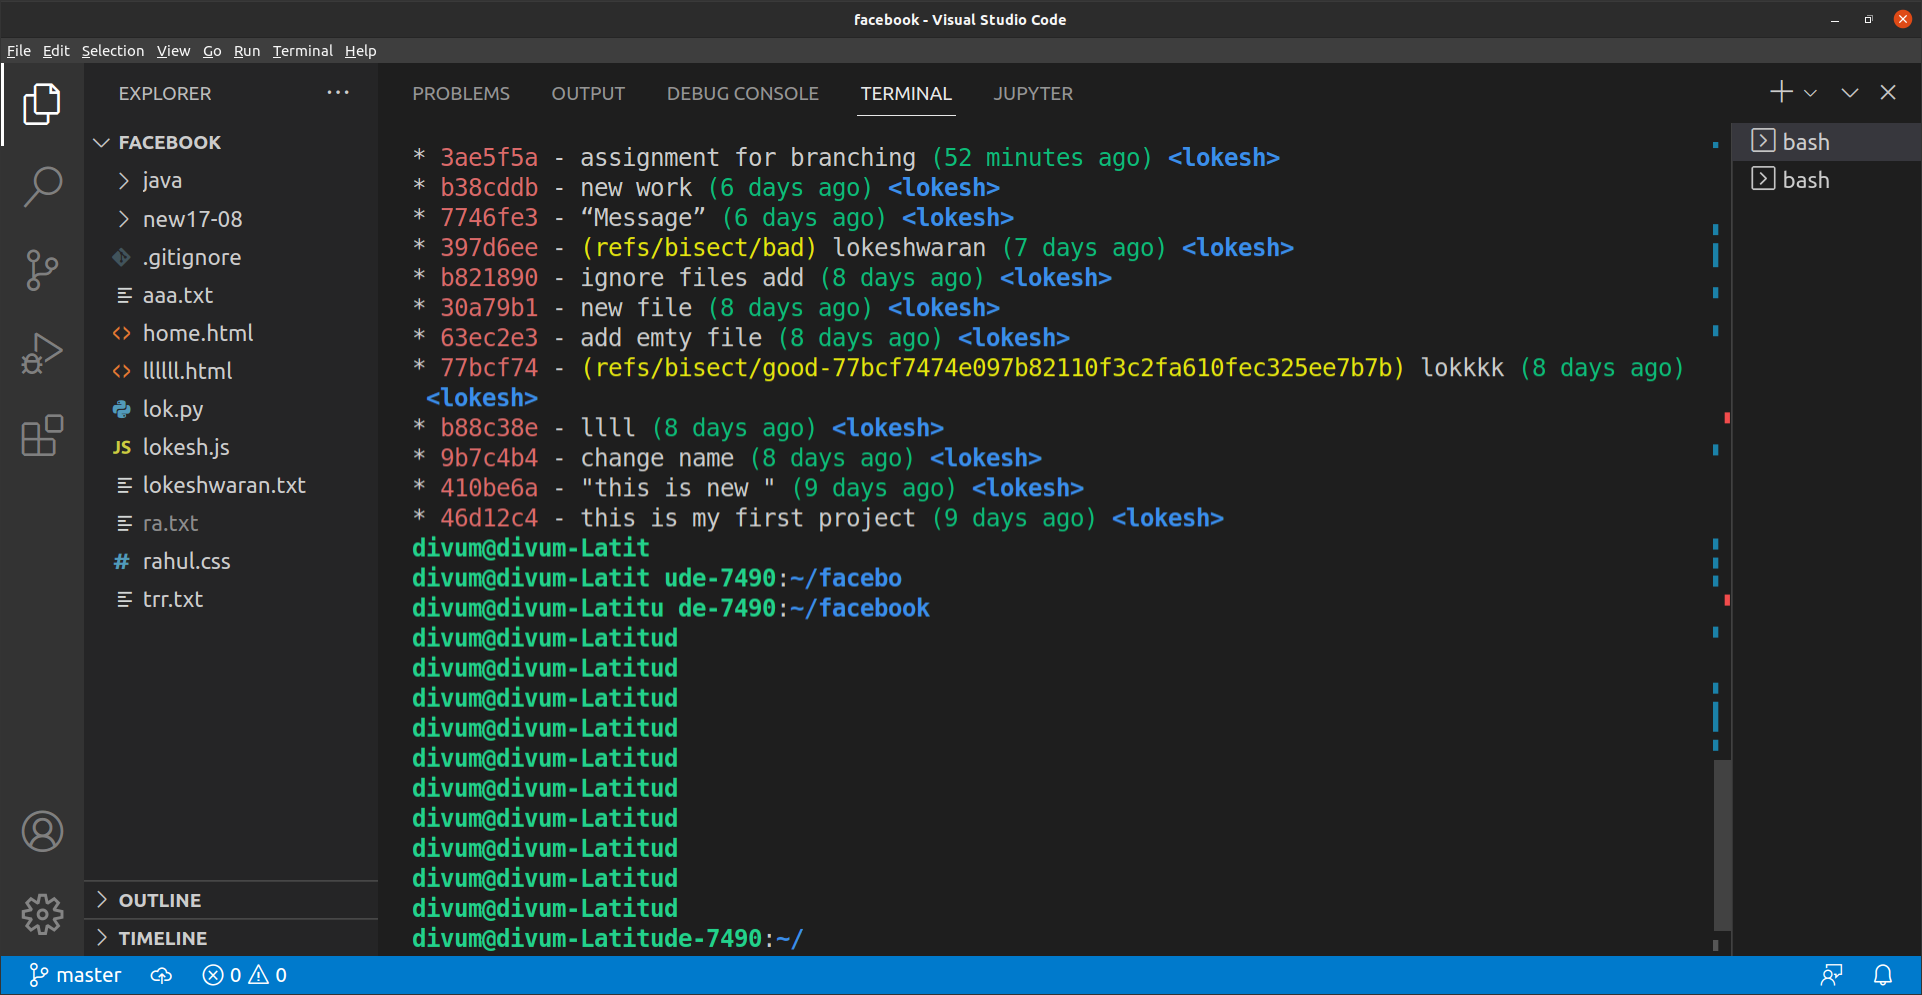 facebook - Visual Studio Code
File Edit Selection View Go Run Terminal Help
EXPLORER
FACEBOOK
java
new17-08
.gitignore
aaa.txt
home.html
llllll.html
lok.py
JS lokesh.js
lokeshwaran.txt
ra.txt
# rahul.css
trr.txt
OUTLINE
TIMELINE
PROBLEMS OUTPUT DEBUG CONSOLE TERMINAL JUPYTER
* 3ae5f5a - assignment for branching (52 minutes ago) <lokesh>
* b38cddb - new work (6 days ago) <lokesh>
* 7746fe3 - “Message” (6 days ago) <lokesh>
* 397d6ee - (refs/bisect/bad) lokeshwaran (7 days ago) <lokesh>
* b821890 - ignore files add (8 days ago) <lokesh>
* 30a79b1 - new file (8 days ago) <lokesh>
* 63ec2e3 - add emty file (8 days ago) <lokesh>
* 77bcf74 - (refs/bisect/good-77bcf7474e097b82110f3c2fa610fec325ee7b7b) lokkkk (8 days ago)
<lokesh>
* b88c38e - llll (8 days ago) <lokesh>
* 9b7c4b4 - change name (8 days ago) <lokesh>
* 410be6a - "this is new " (9 days ago) <lokesh>
* 46d12c4 - this is my first project (9 days ago) <lokesh>
divum@divum-Latit
divum@divum-Latit ude-7490:~/facebo
divum@divum-Latitu de-7490:~/facebook
divum@divum-Latitud
divum@divum-Latitud
divum@divum-Latitud
divum@divum-Latitud
divum@divum-Latitud
divum@divum-Latitud
divum@divum-Latitud
divum@divum-Latitud
divum@divum-Latitud
divum@divum-Latitud
divum@divum-Latitude-7490:~/
bash
bash
master 0 0